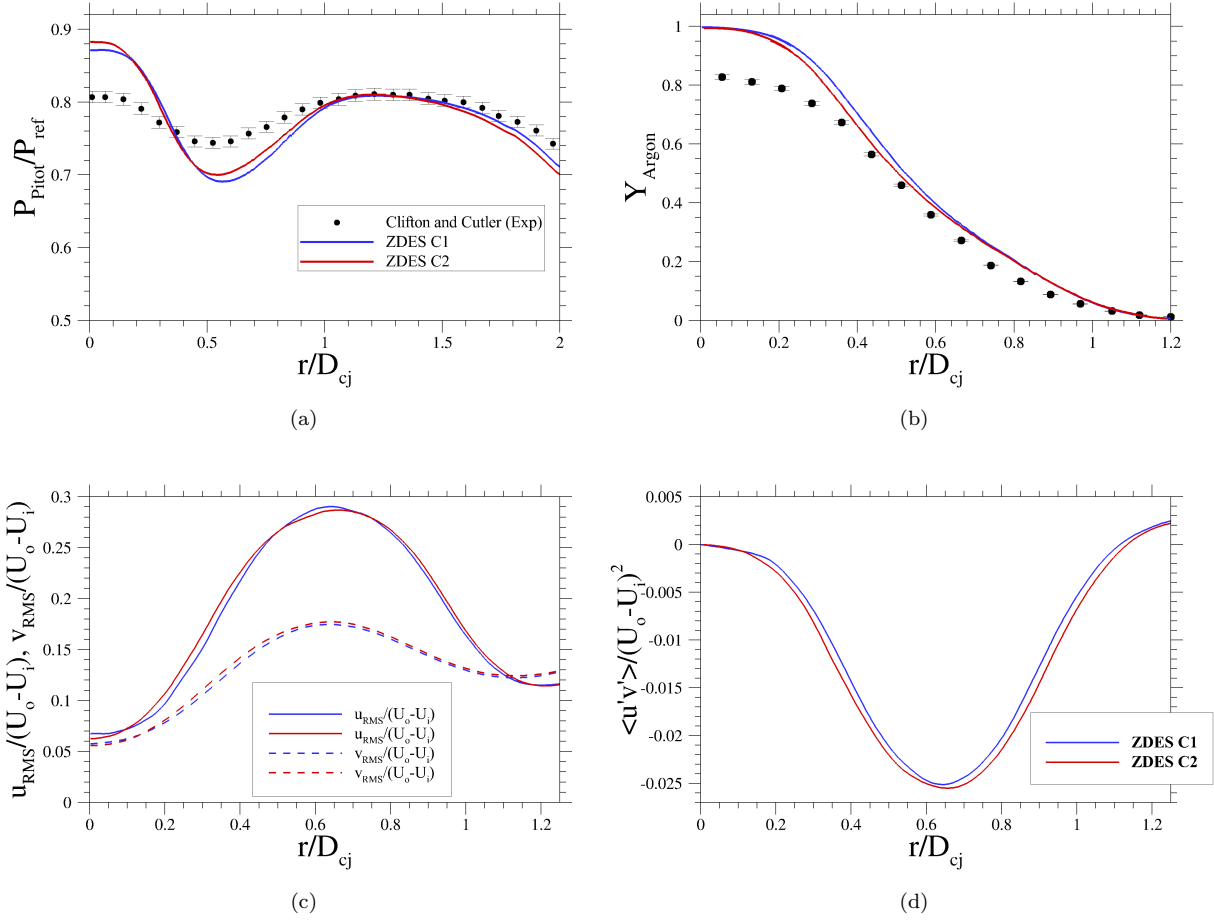 P_Pitot/P_ref
0.9
0.8
0.7
0.6
0.5
0 0.5 1 1.5 2
r/D_cj
Clifton and Cutler (Exp)
ZDES C1
ZDES C2
(a)
Y_Argon
1
0.8
0.6
0.4
0.2
0
0 0.2 0.4 0.6 0.8 1 1.2
r/D_cj
(b)
u_RMS/(U_o-U_i), v_RMS/(U_o-U_i)
0.3
0.25
0.2
0.15
0.1
0.05
0
0 0.2 0.4 0.6 0.8 1 1.2
r/D_cj
u_RMS/(U_o-U_i)
u_RMS/(U_o-U_i)
v_RMS/(U_o-U_i)
v_RMS/(U_o-U_i)
(c)
<u'v'>/(U_o-U_i)^2
0.005
0
-0.005
-0.01
-0.015
-0.02
-0.025
0 0.2 0.4 0.6 0.8 1 1.2
r/D_cj
ZDES C1
ZDES C2
(d)